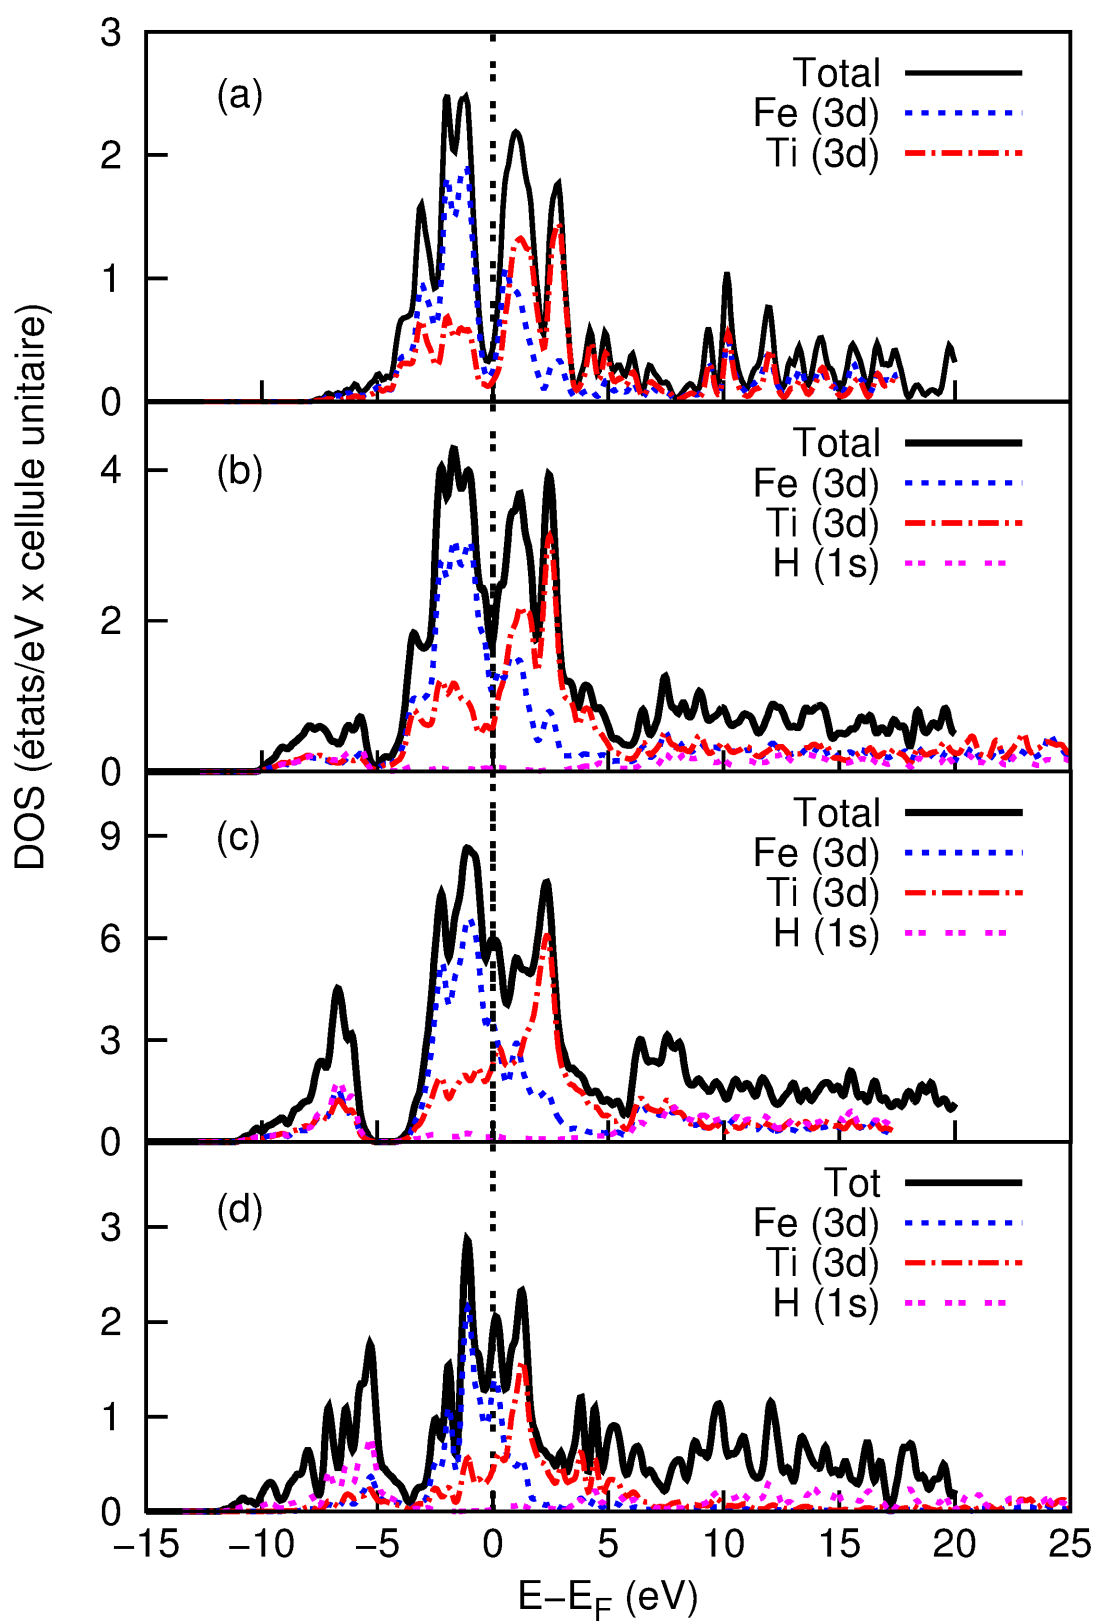 DOS (états/eV x cellule unitaire)
(a)
Total
Fe (3d)
Ti (3d)
3
2
1
0
(b)
Total
Fe (3d)
Ti (3d)
H (1s)
4
2
0
(c)
Total
Fe (3d)
Ti (3d)
H (1s)
9
6
3
0
(d)
Tot
Fe (3d)
Ti (3d)
H (1s)
3
2
1
0
−15 −10 −5 0 5 10 15 20 25
E−EF (eV)